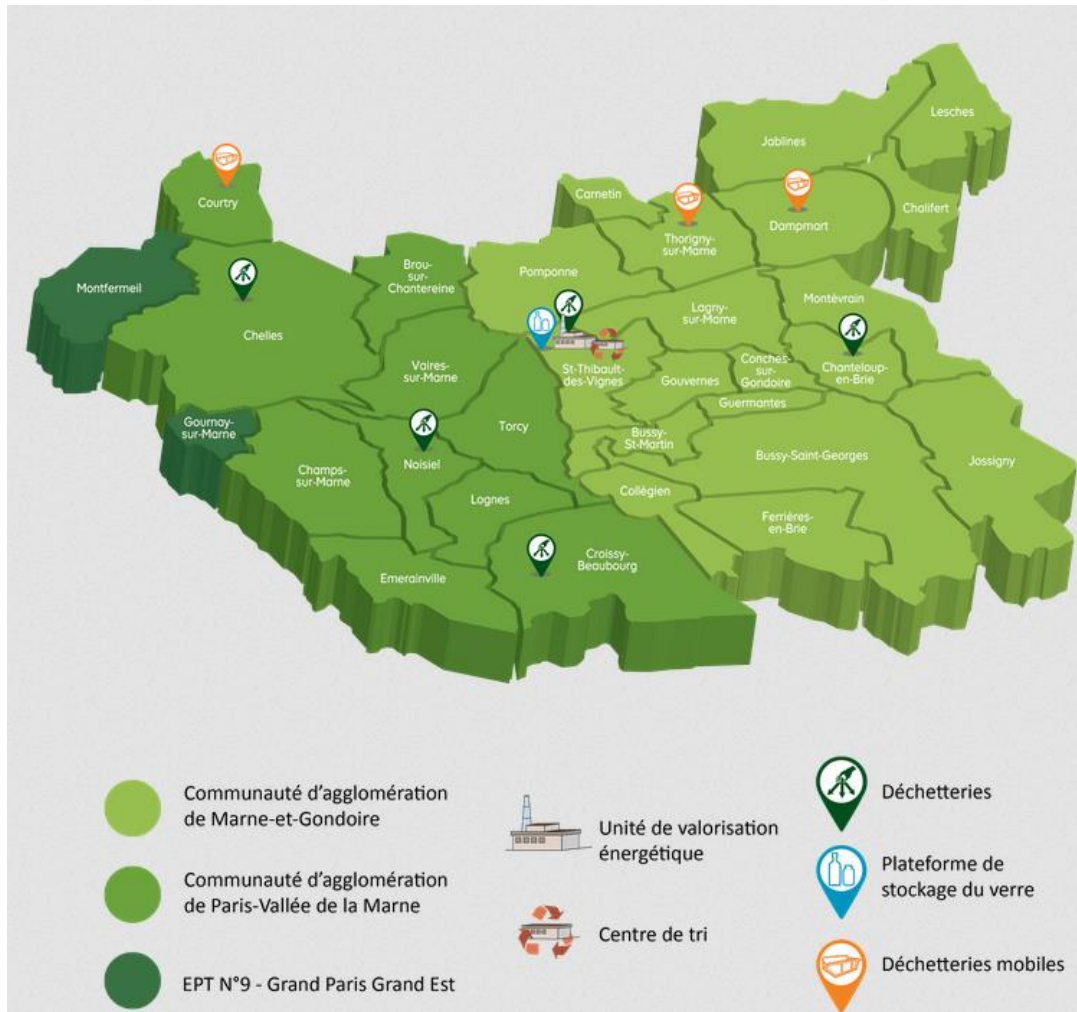 Lesches
Jablines
Courtry
Carnetin
Chalifert
Dampmart
Thorigny-
sur-Marne
Brou-
sur-
Chantereine
Pomponne
Montfermeil
Montévrain
Lagny-
sur-Marne
Chelles
Vaires-
sur-Marne
St-Thibault-
des-Vignes
Conches-
sur-
Gondoire
Chanteloup-
en-Brie
Gouvernes
Guermantes
Gournay-
sur-Marne
Torcy
Bussy-
St-Martin
Bussy-Saint-Georges
Jossigny
Noisiel
Champs-
sur-Marne
Collégien
Lognes
Ferrières-
en-Brie
Croissy-
Beaubourg
Emerainville
Communauté d'agglomération
de Marne-et-Gondoire
Communauté d'agglomération
de Paris-Vallée de la Marne
EPT N°9 - Grand Paris Grand Est
Unité de valorisation
énergétique
Centre de tri
Déchetteries
Plateforme de
stockage du verre
Déchetteries mobiles